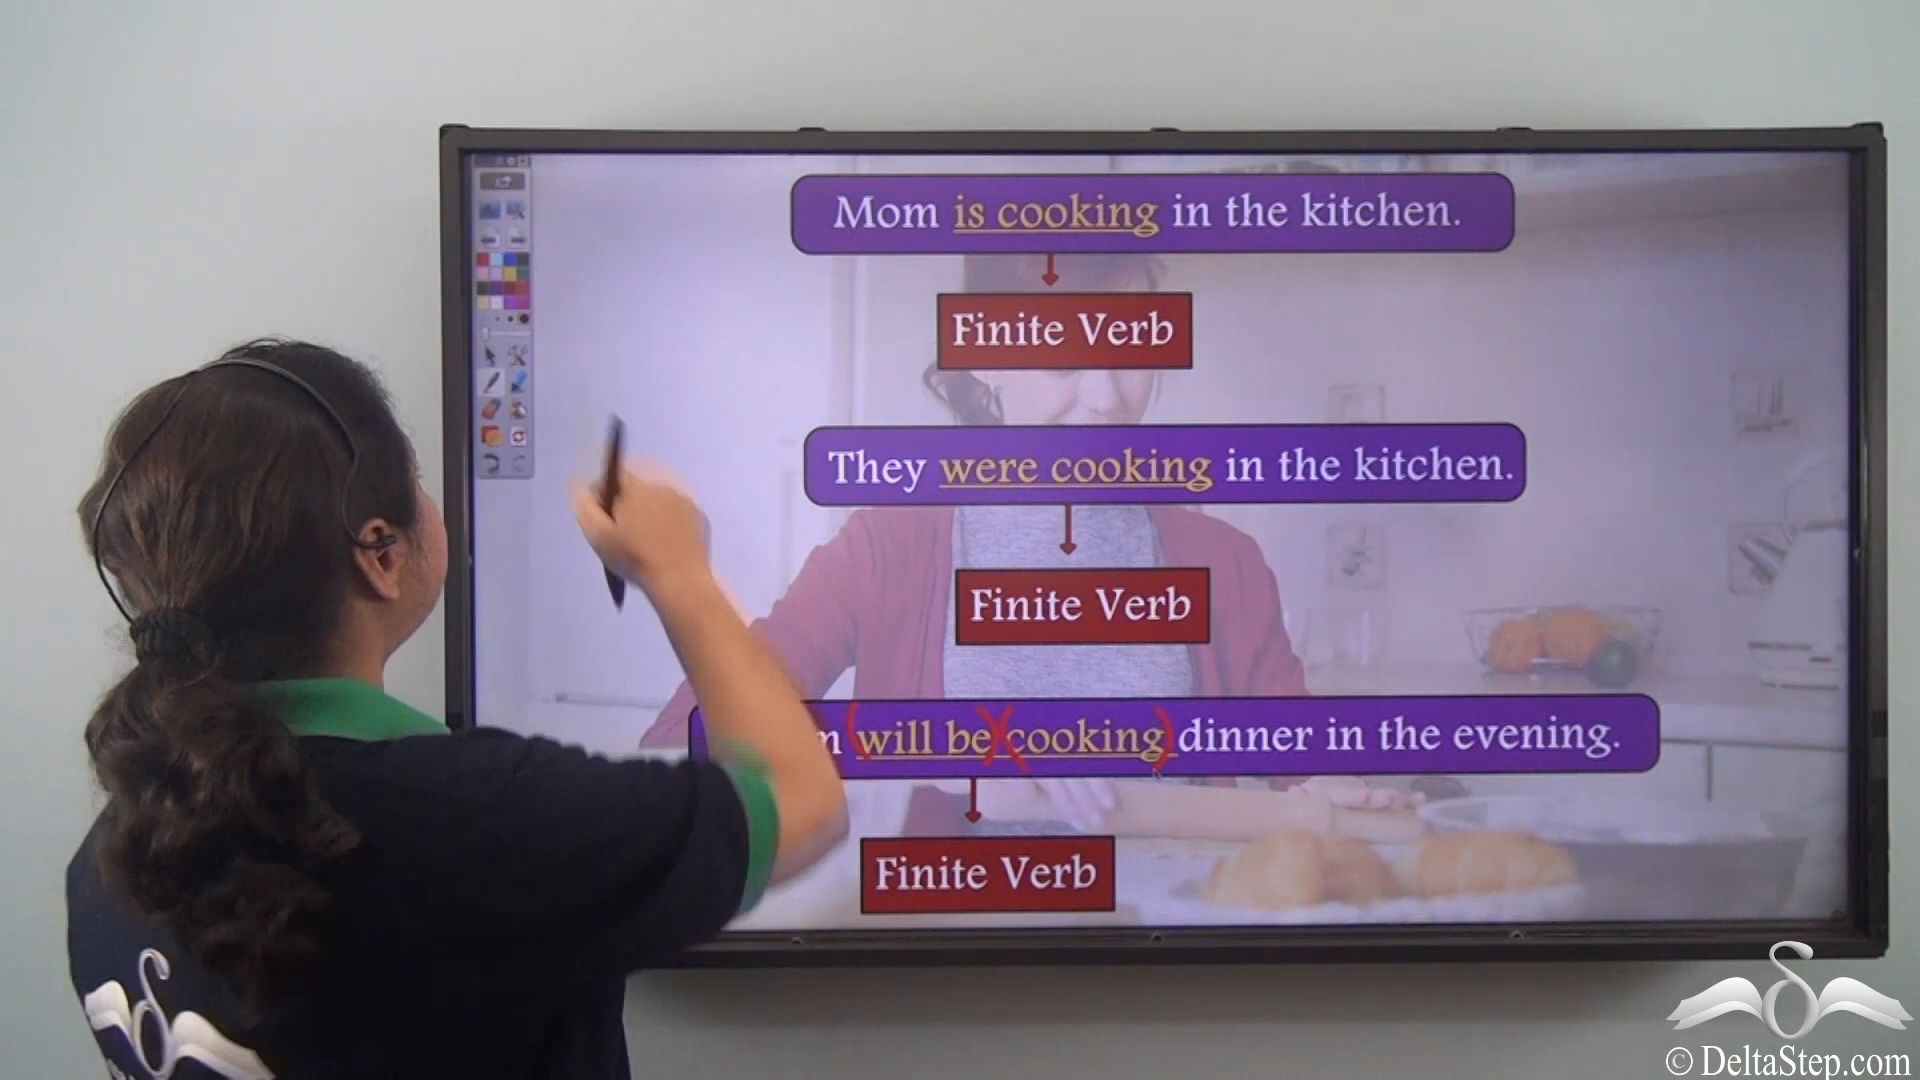 Mom is cooking in the kitchen.
Finite Verb
They were cooking in the kitchen.
Finite Verb
will be cooking dinner in the evening.
Finite Verb
© DeltaStep.com